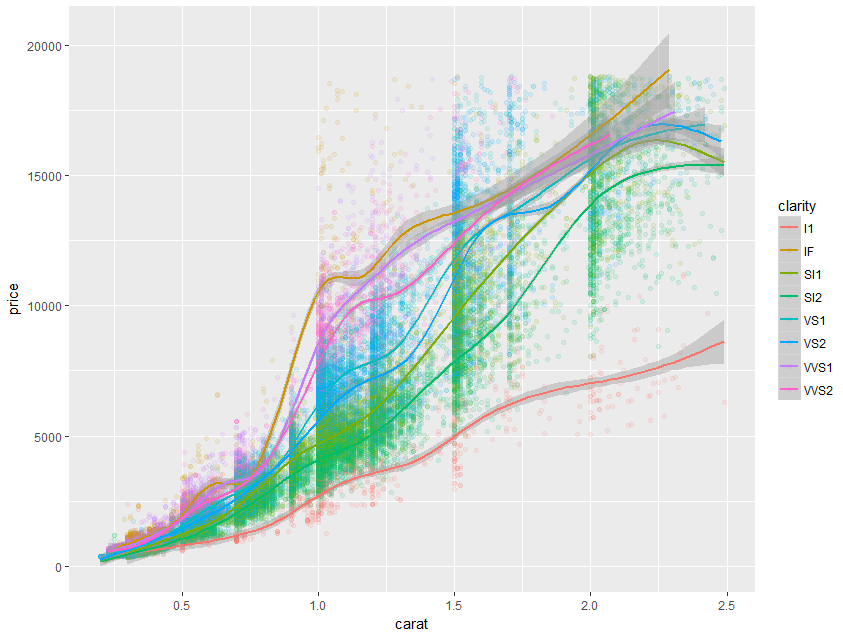 20000
15000
10000
5000
0
price
0.5 1.0 1.5 2.0 2.5
carat
clarity
I1
IF
SI1
SI2
VS1
VS2
VVS1
VVS2